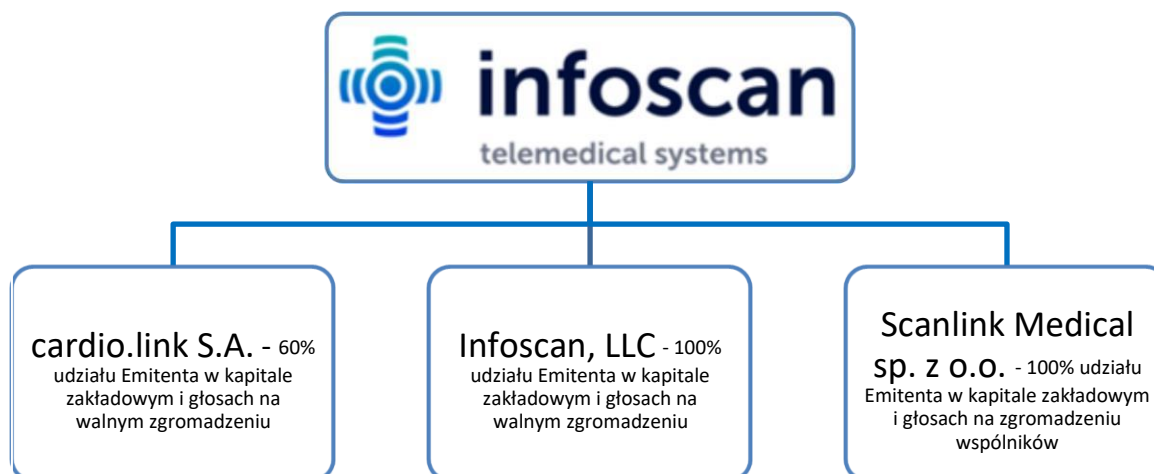 infoscan
telemedical systems
cardio.link S.A. - 60%
udziału Emitenta w kapitale
zakładowym i głosach na
walnym zgromadzeniu
Infoscan, LLC - 100%
udziału Emitenta w kapitale
zakładowym i głosach na
walnym zgromadzeniu
Scanlink Medical
sp. z o.o. - 100% udziału
Emitenta w kapitale zakładowym
i głosach na zgromadzeniu
wspólników